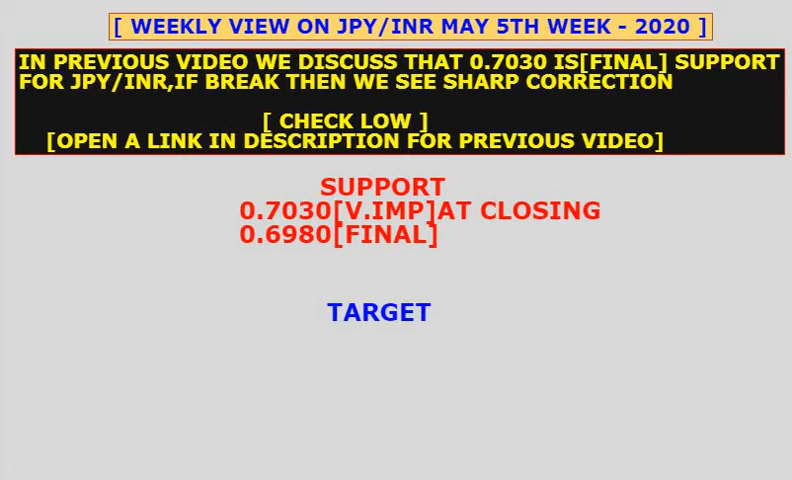 [ WEEKLY VIEW ON JPY/INR MAY 5TH WEEK - 2020 ]
IN PREVIOUS VIDEO WE DISCUSS THAT 0.7030 IS[FINAL] SUPPORT
FOR JPY/INR,IF BREAK THEN WE SEE SHARP CORRECTION
[ CHECK LOW ]
[OPEN A LINK IN DESCRIPTION FOR PREVIOUS VIDEO]
SUPPORT
0.7030[V.IMP]AT CLOSING
0.6980[FINAL]
TARGET